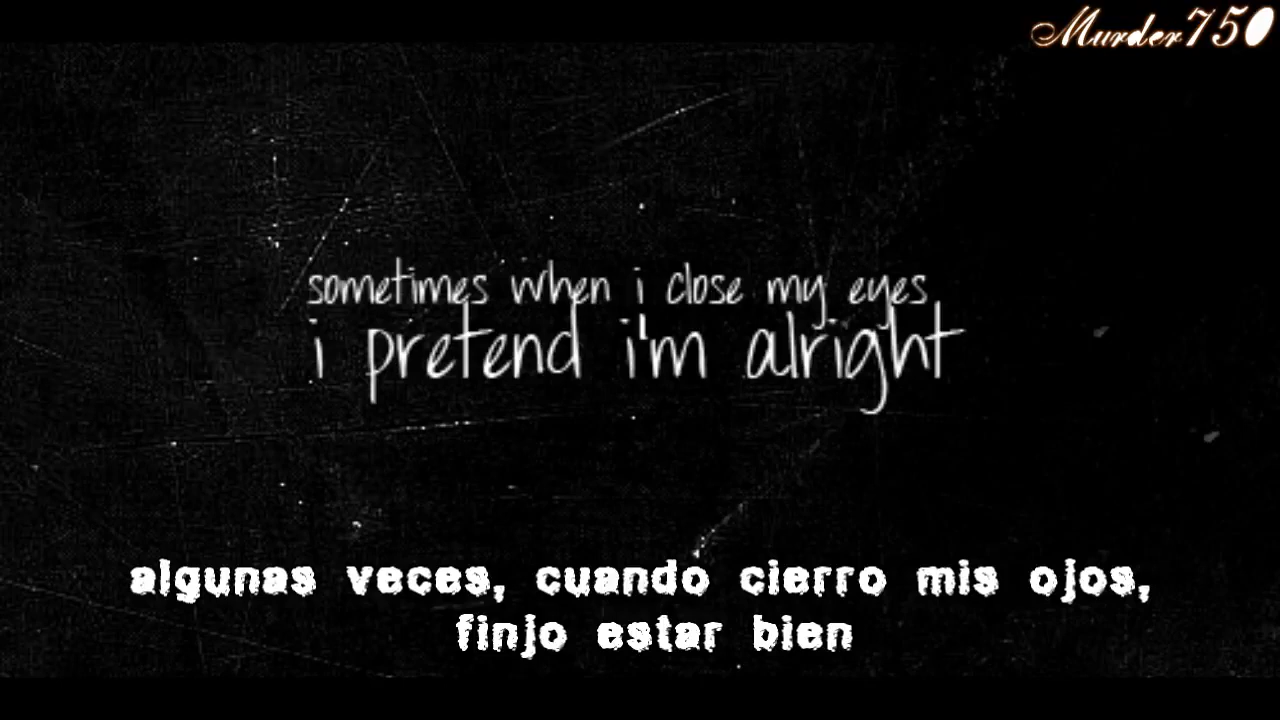 Murder750
sometimes when i close my eyes
i pretend i'm alright
algunas veces, cuando cierro mis ojos,
finjo estar bien